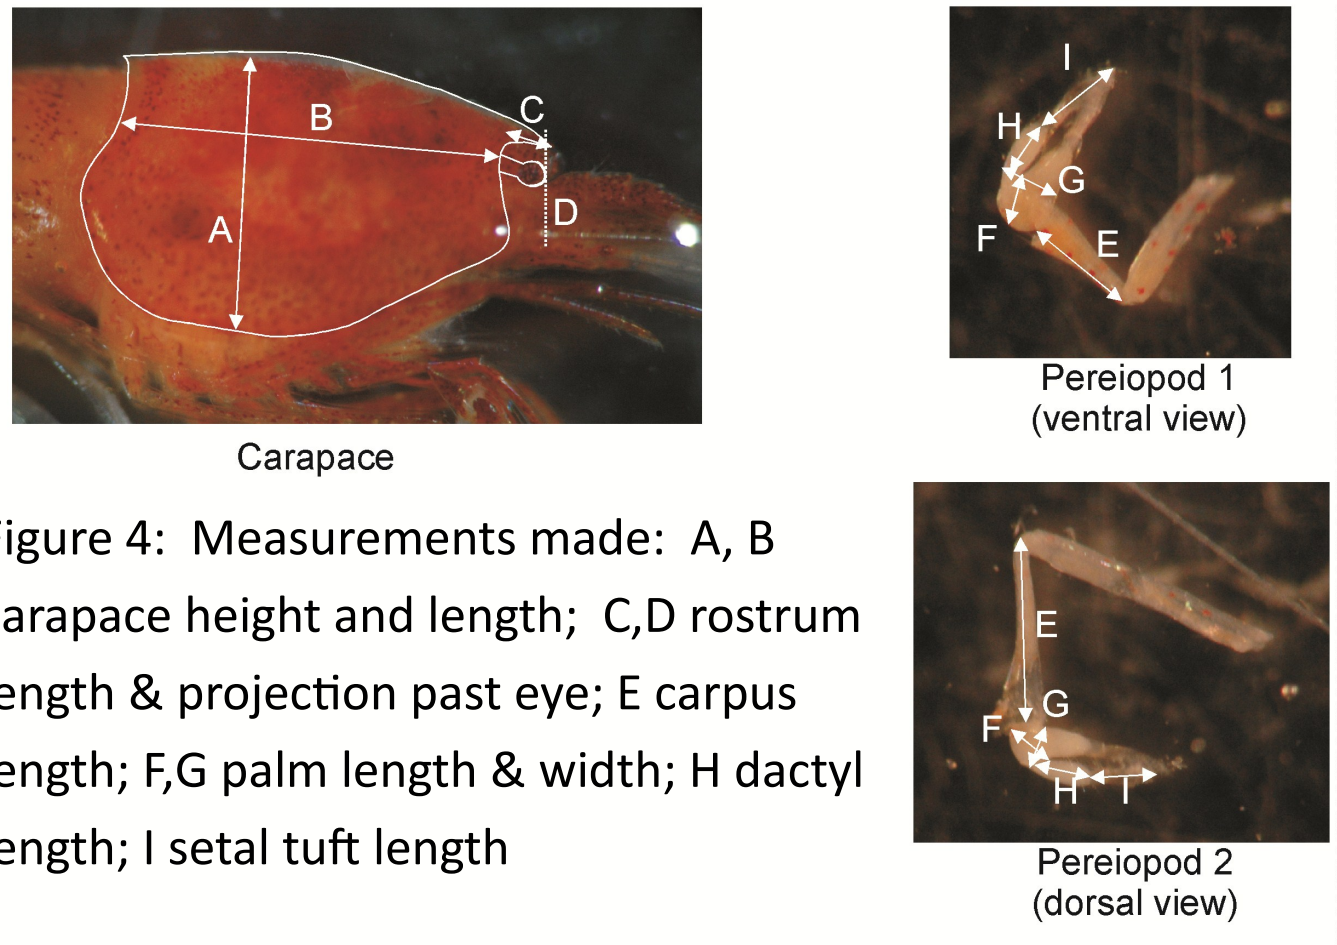 A
B
C
D
Carapace
I
H
G
F
E
Pereiopod 1
(ventral view)
E
G
F
H
I
Pereiopod 2
(dorsal view)
Figure 4: Measurements made: A, B
arapace height and length; C,D rostrum
ength & projection past eye; E carpus
ength; F,G palm length & width; H dactyl
ength; I setal tuft length